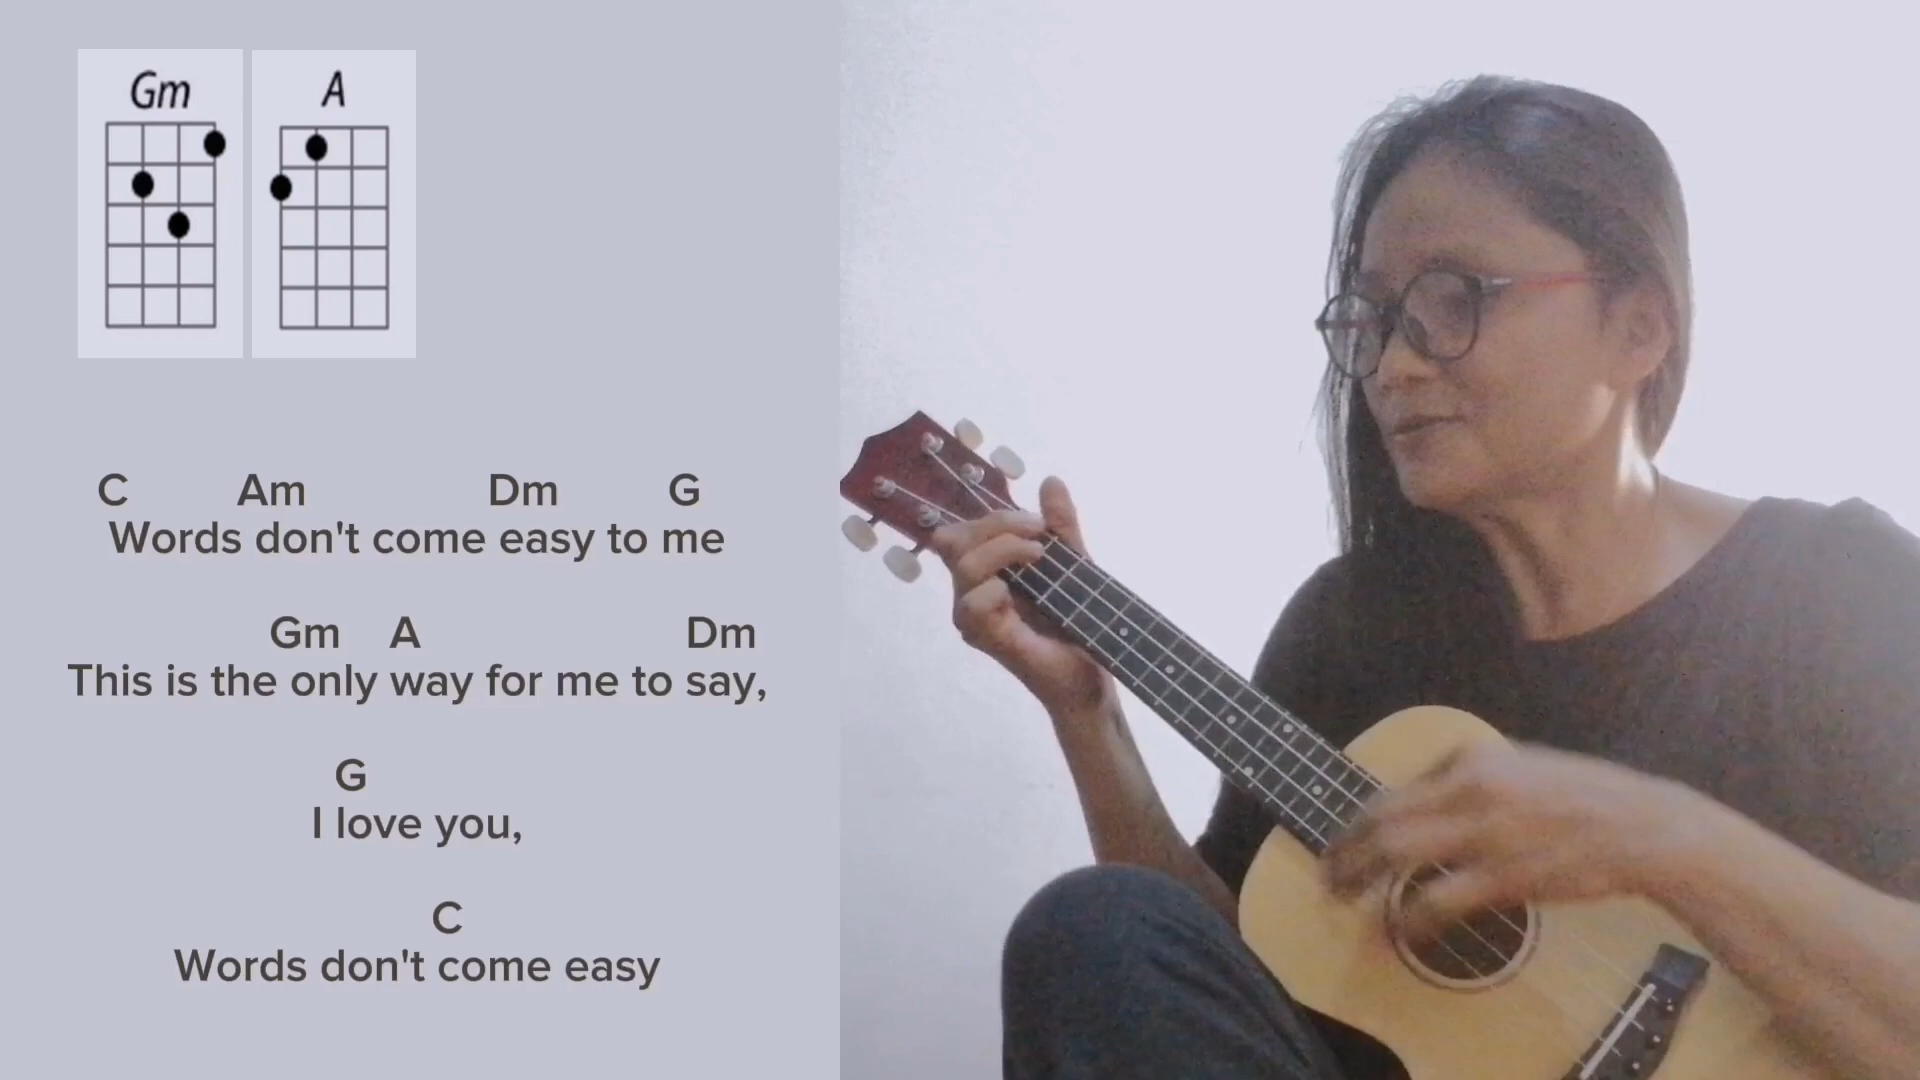 Gm A
C Am Dm G
Words don't come easy to me
Gm A Dm
This is the only way for me to say,
G
I love you,
C
Words don't come easy